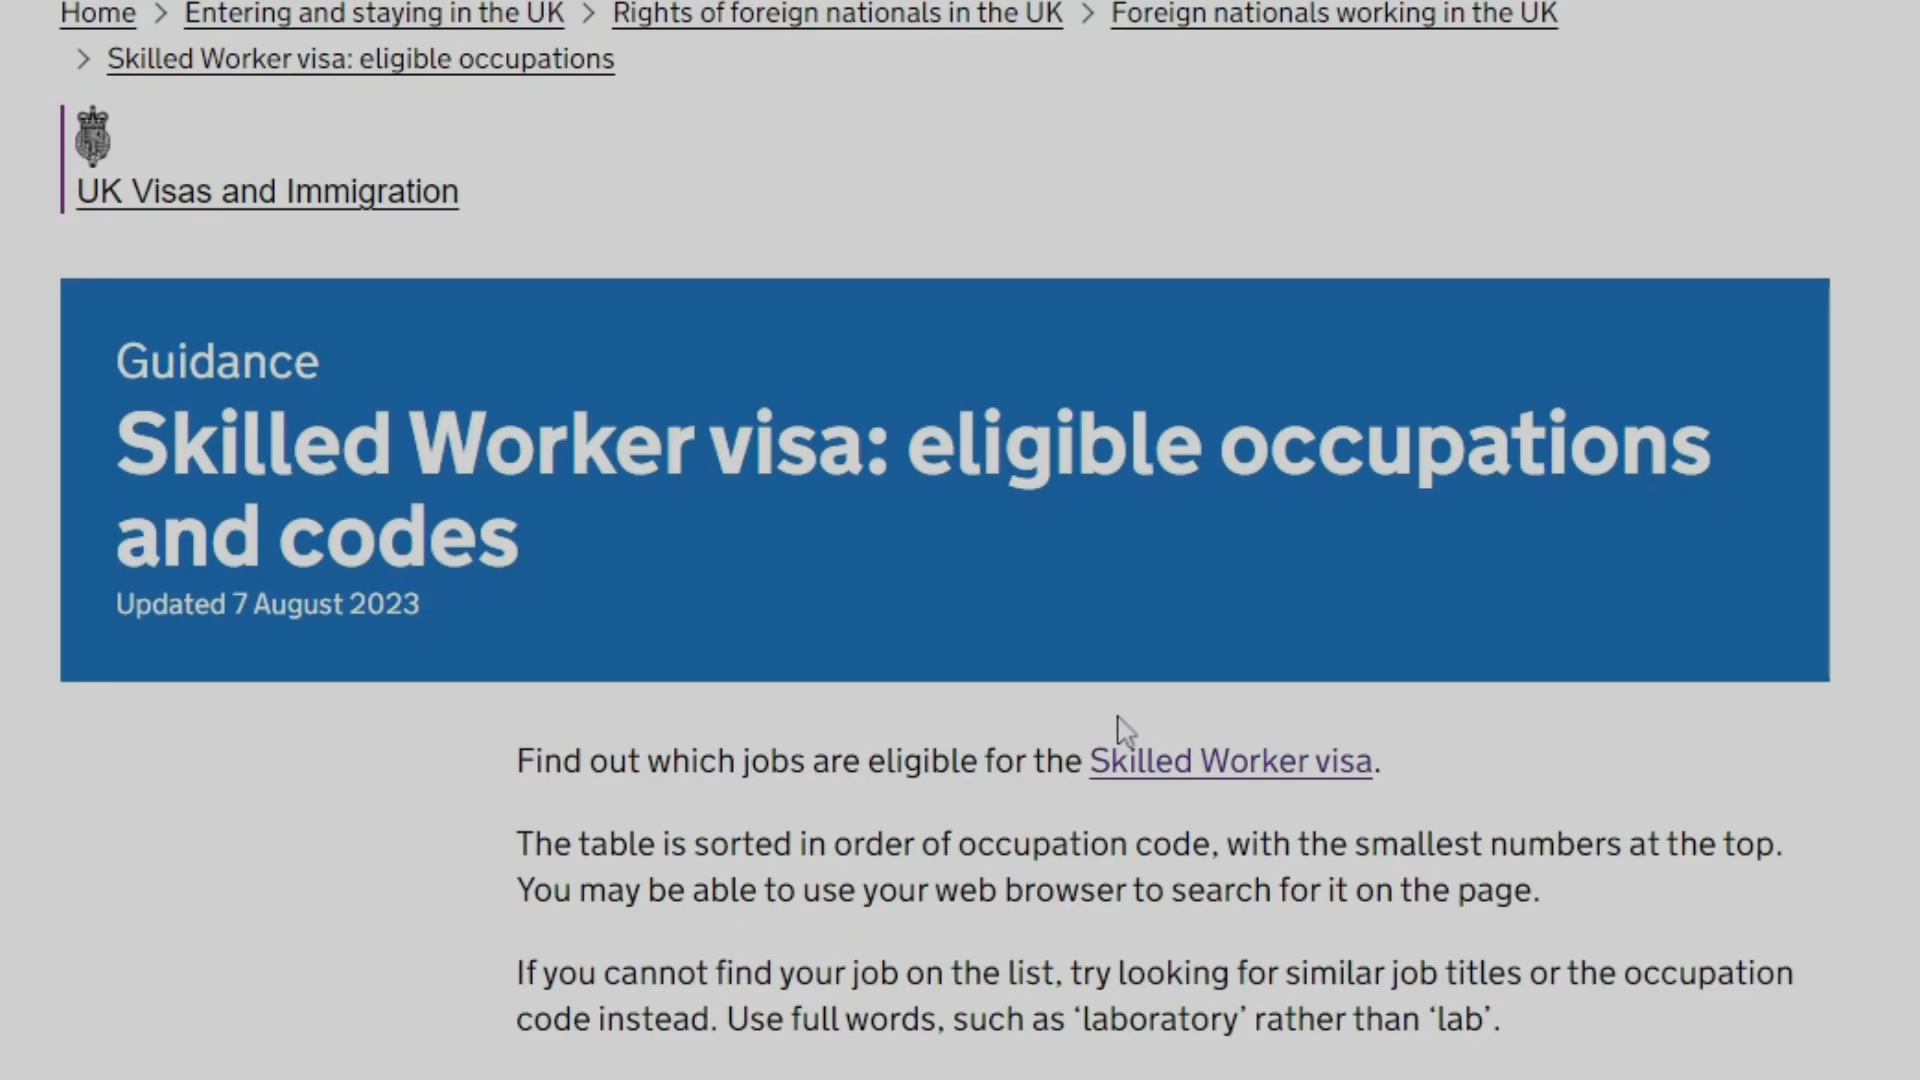 Home > Entering and staying in the UK > Rights of foreign nationals in the UK > Foreign nationals working in the UK
> Skilled Worker visa: eligible occupations
UK Visas and Immigration
Guidance
Skilled Worker visa: eligible occupations
and codes
Updated 7 August 2023
Find out which jobs are eligible for the Skilled Worker visa.
The table is sorted in order of occupation code, with the smallest numbers at the top.
You may be able to use your web browser to search for it on the page.
If you cannot find your job on the list, try looking for similar job titles or the occupation
code instead. Use full words, such as ‘laboratory’ rather than ‘lab’.